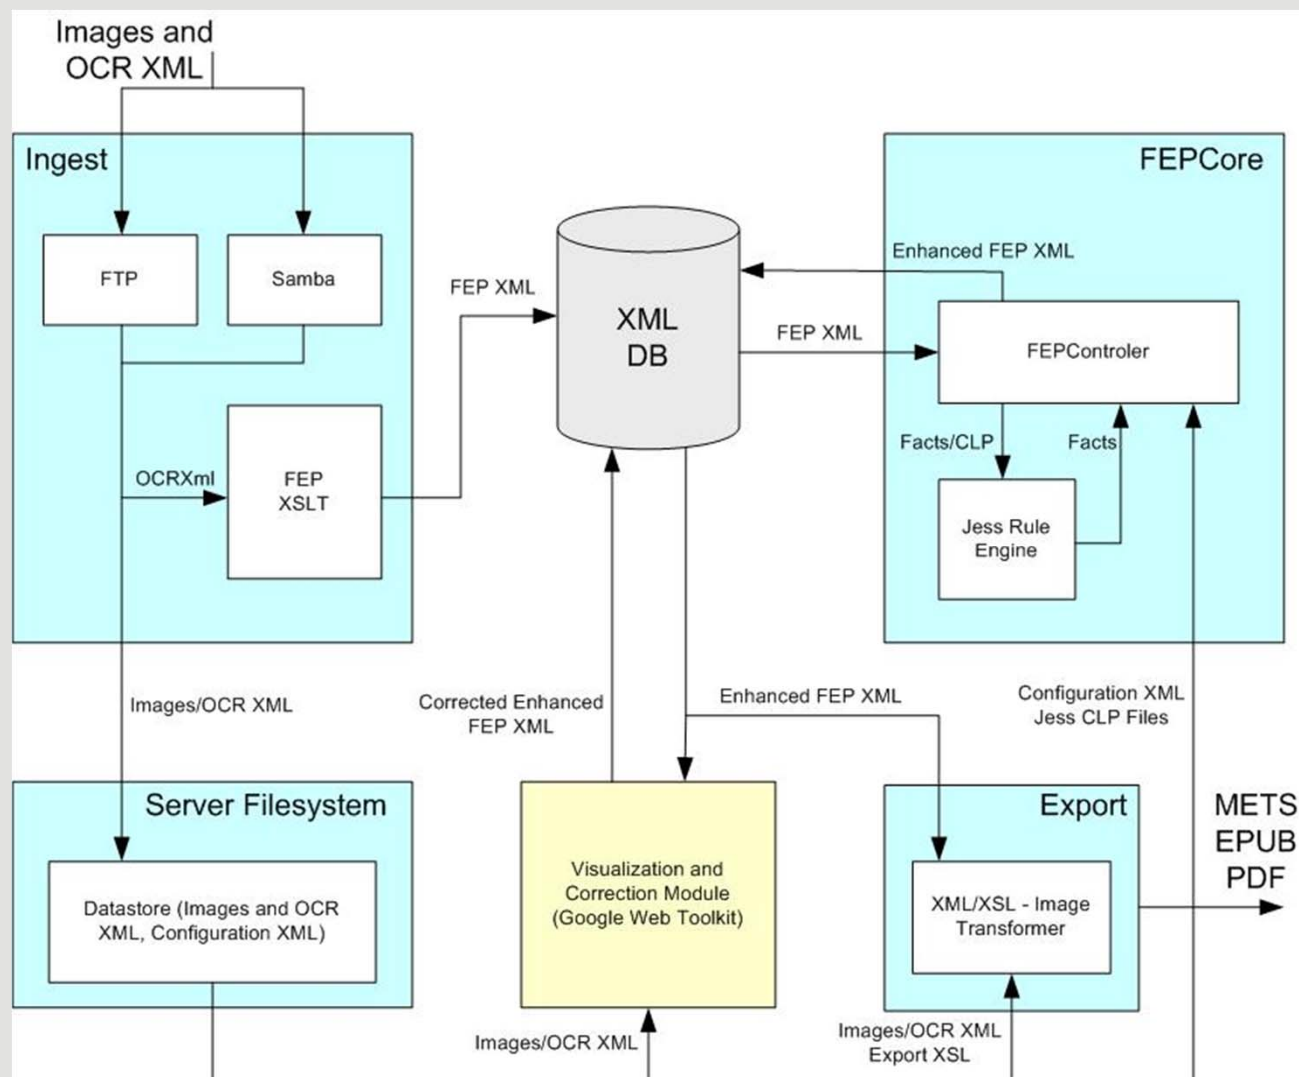 Images and
OCR XML
Ingest
FEPCore
FTP
Samba
FEP XML
XML
DB
Enhanced FEP XML
FEP XML
FEPControler
OCRXml
FEP
XSLT
Facts/CLP
Facts
Jess Rule
Engine
Images/OCR XML
Corrected Enhanced
FEP XML
Enhanced FEP XML
Configuration XML
Jess CLP Files
Server Filesystem
Datastore (Images and OCR
XML, Configuration XML)
Visualization and
Correction Module
(Google Web Toolkit)
Export
XML/XSL - Image
Transformer
METS
EPUB
PDF
Images/OCR XML
Images/OCR XML
Export XSL